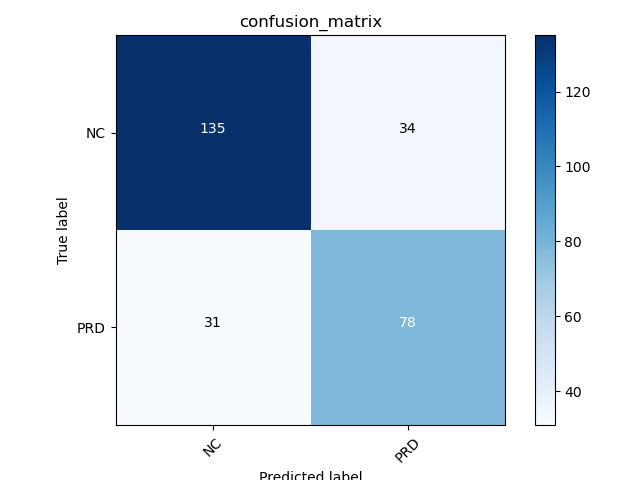 confusion_matrix
NC
135
34
PRD
31
78
True label
NC
PRD
Predicted label
120
100
80
60
40